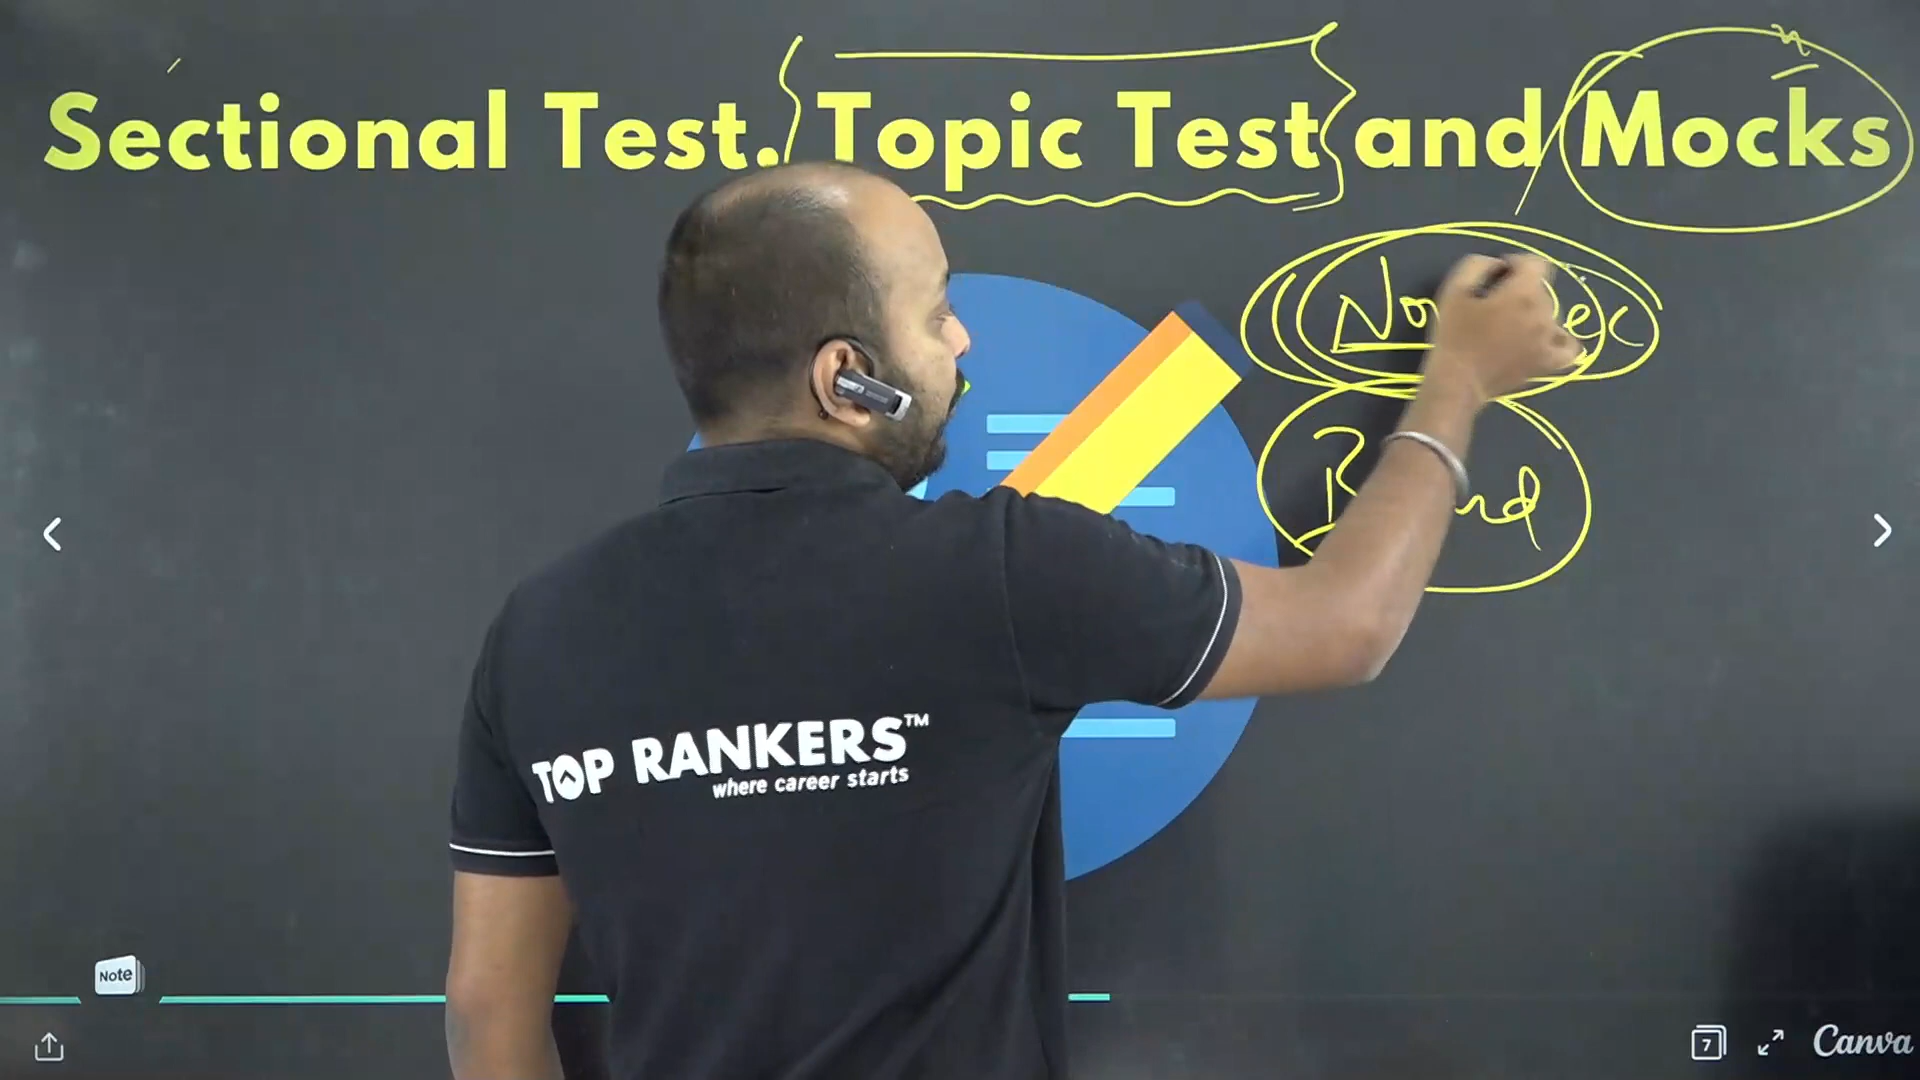 Sectional Test, Topic Test and Mocks
TOP RANKERS™
where career starts
Note
7
Canva